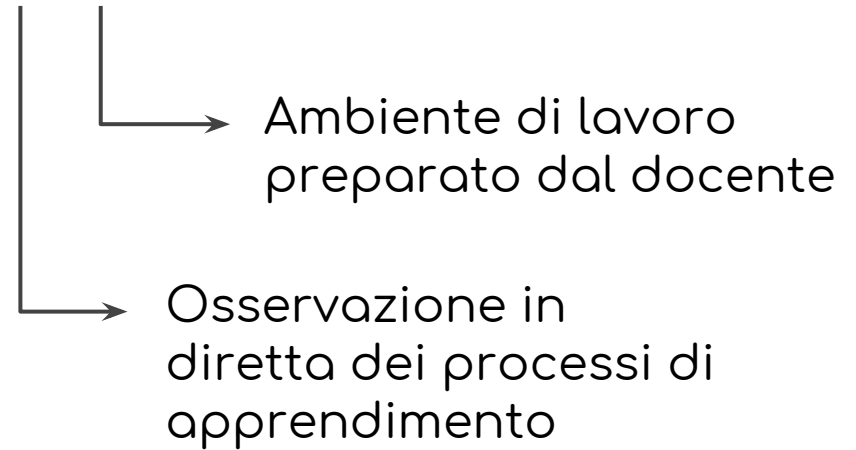 Ambiente di lavoro
preparato dal docente
Osservazione in
diretta dei processi di
apprendimento